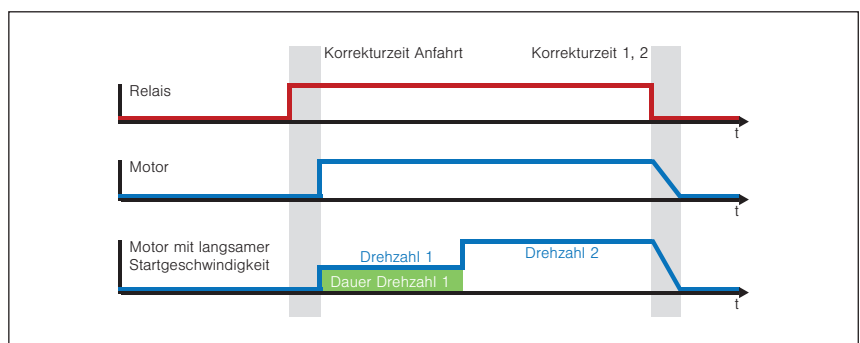 Korrekturzeit Anfahrt
Korrekturzeit 1, 2
Relais
t
Motor
t
Motor mit langsamer
Startgeschwindigkeit
Drehzahl 1
Drehzahl 2
Dauer Drehzahl 1
t